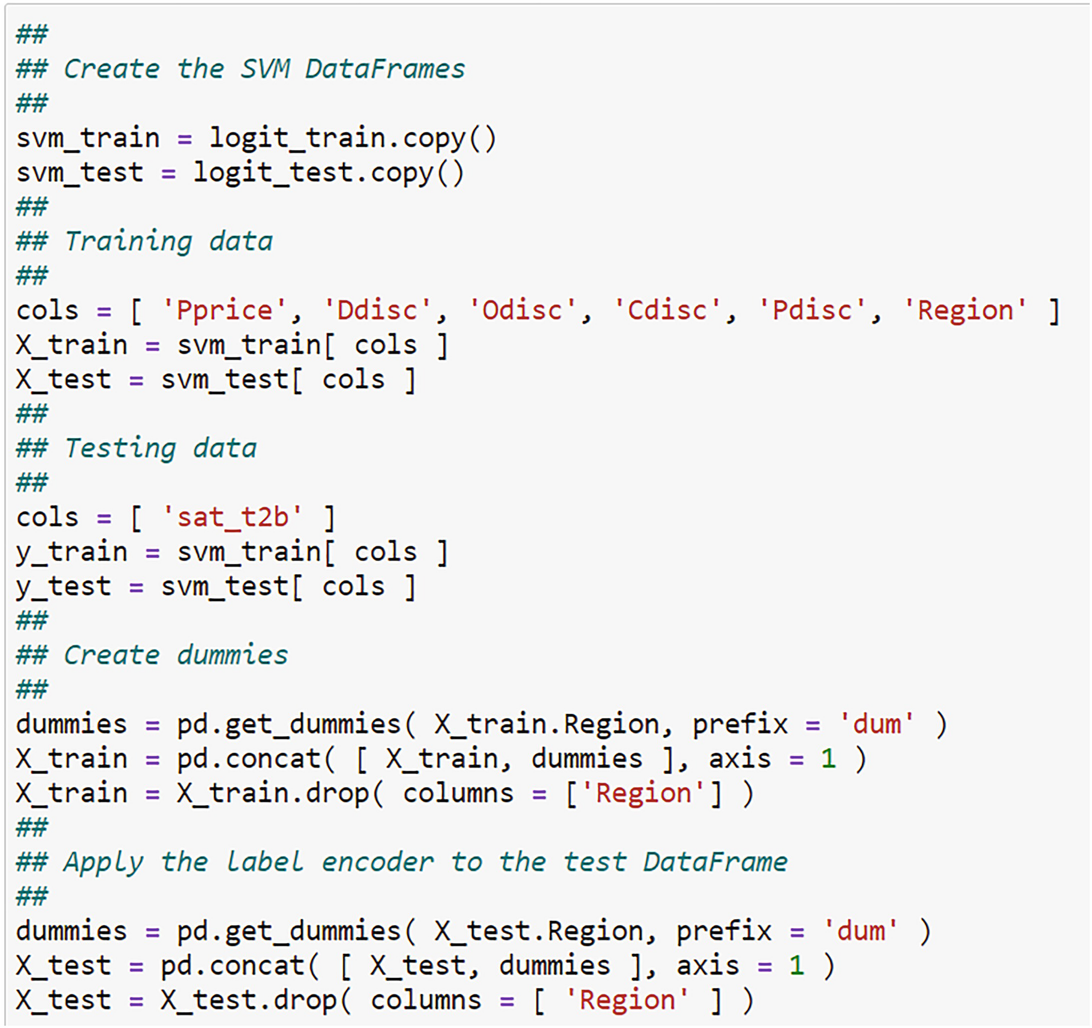 ##
## Create the SVM DataFrames
##
svm_train = logit_train.copy()
svm_test = logit_test.copy()
##
## Training data
##
cols = [ 'Pprice', 'Ddisc', 'Odisc', 'Cdisc', 'Pdisc', 'Region' ]
X_train = svm_train[ cols ]
X_test = svm_test[ cols ]
##
## Testing data
##
cols = [ 'sat_t2b' ]
y_train = svm_train[ cols ]
y_test = svm_test[ cols ]
##
## Create dummies
##
dummies = pd.get_dummies( X_train.Region, prefix = 'dum' )
X_train = pd.concat( [ X_train, dummies ], axis = 1 )
X_train = X_train.drop( columns = ['Region'] )
##
## Apply the label encoder to the test DataFrame
##
dummies = pd.get_dummies( X_test.Region, prefix = 'dum' )
X_test = pd.concat( [ X_test, dummies ], axis = 1 )
X_test = X_test.drop( columns = [ 'Region' ] )